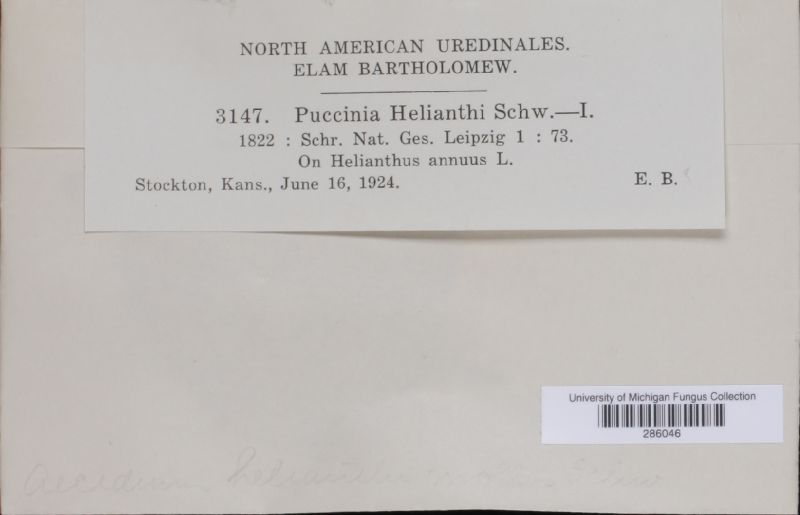 NORTH AMERICAN UREDINALES.
ELAM BARTHOLOMEW.
3147. Puccinia Helianthi Schw.—I.
1822 : Schr. Nat. Ges. Leipzig 1 : 73.
On Helianthus annuus L.
Stockton, Kans., June 16, 1924. E. B.
University of Michigan Fungus Collection
286046
Aecidium helianthi Schw